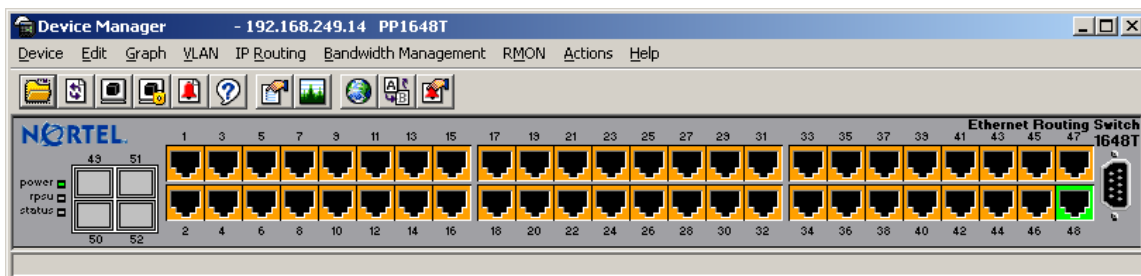 Device Manager - 192.168.249.14 PP1648T
Device Edit Graph VLAN IP Routing Bandwidth Management RMON Actions Help
NORTEL. Ethernet Routing Switch
1648T
1 3 5 7 9 11 13 15 17 19 21 23 25 27 29 31 33 35 37 39 41 43 45 47
49 51
power
rpsu
status
50 52
2 4 6 8 10 12 14 16 18 20 22 24 26 28 30 32 34 36 38 40 42 44 46 48